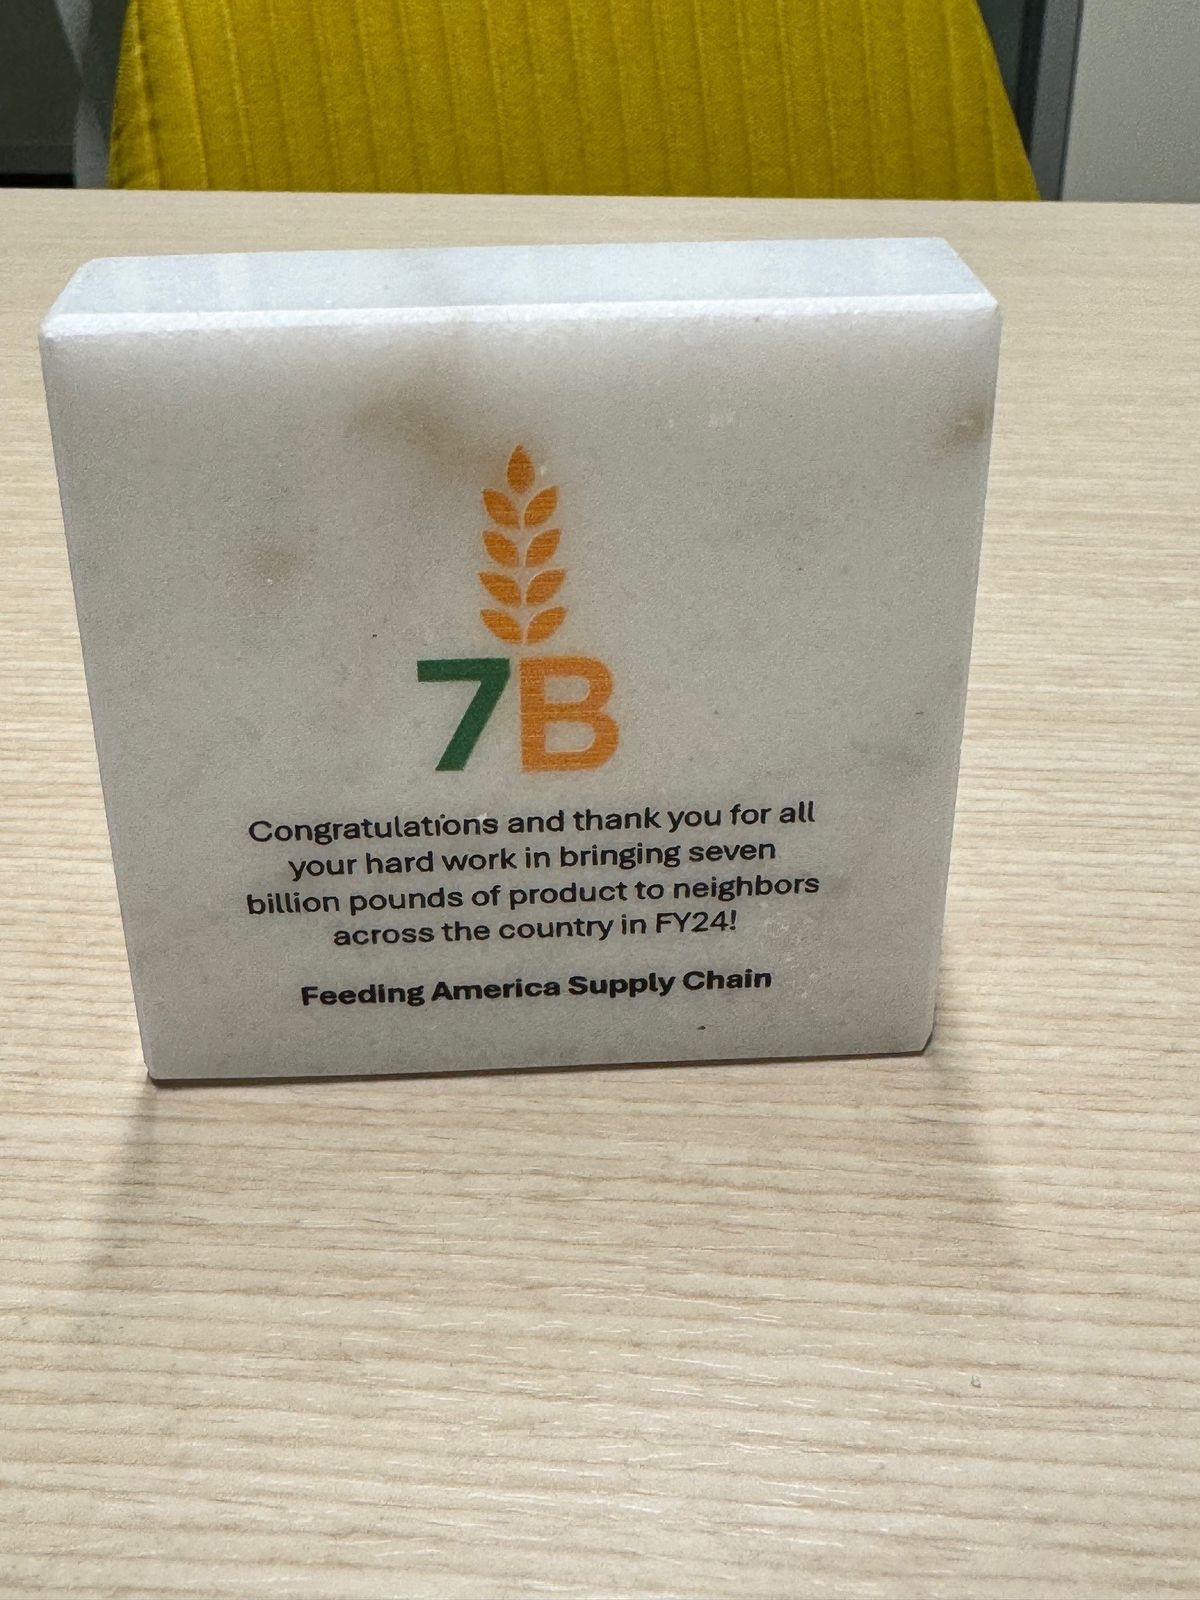 7B
Congratulations and thank you for all
your hard work in bringing seven
billion pounds of product to neighbors
across the country in FY24!
Feeding America Supply Chain